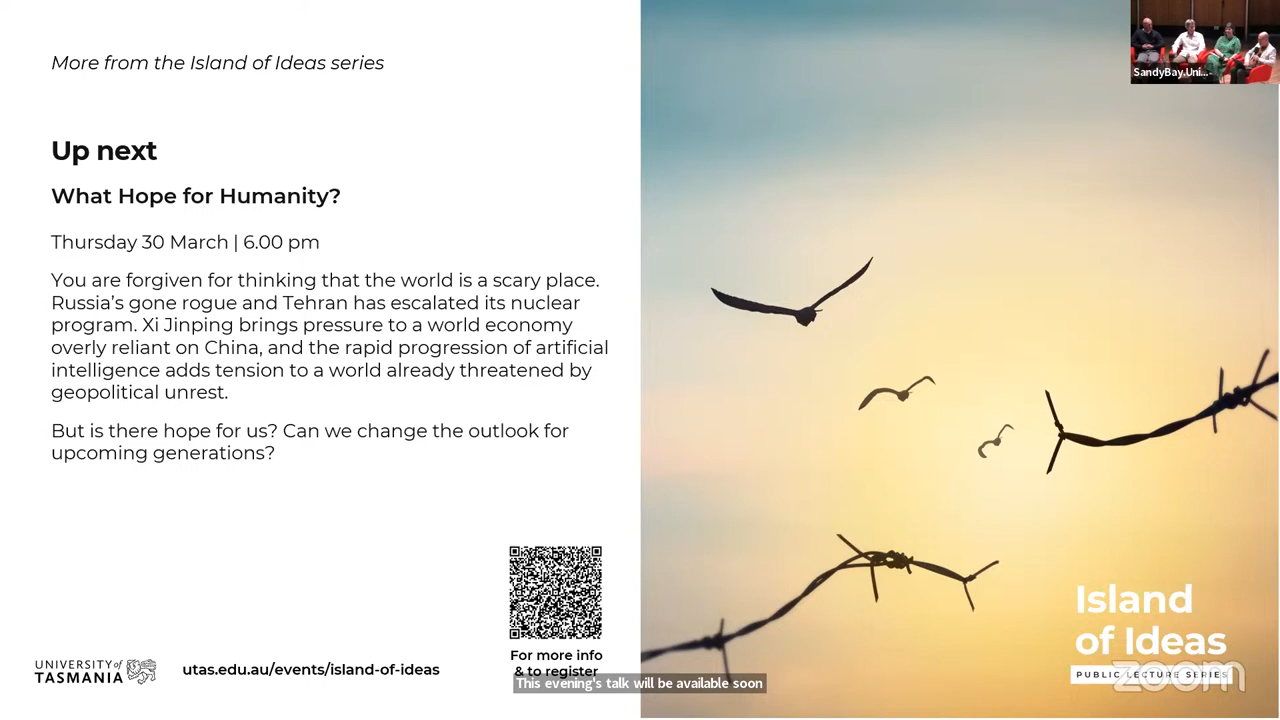 More from the Island of Ideas series
Up next
What Hope for Humanity?
Thursday 30 March | 6.00 pm
You are forgiven for thinking that the world is a scary place.
Russia's gone rogue and Tehran has escalated its nuclear
program. Xi Jinping brings pressure to a world economy
overly reliant on China, and the rapid progression of artificial
intelligence adds tension to a world already threatened by
geopolitical unrest.
But is there hope for us? Can we change the outlook for
upcoming generations?
For more info
& to register
UNIVERSITY of
TASMANIA
utas.edu.au/events/island-of-ideas
This evening's talk will be available soon
SandyBay.Uni...
Island
of Ideas
PUBLIC LECTURE SERIES
zoom